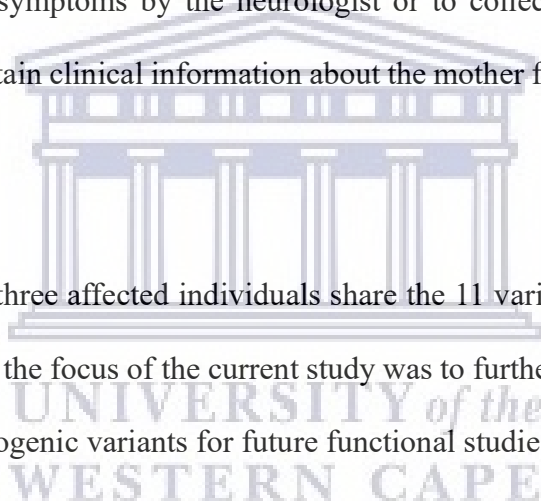 symptoms by the neurologist or to collec
tain clinical information about the mother f
three affected individuals share the 11 vari
the focus of the current study was to furthe
UNIVERSITY of the
ogenic variants for future functional studie
WESTERN CAPE